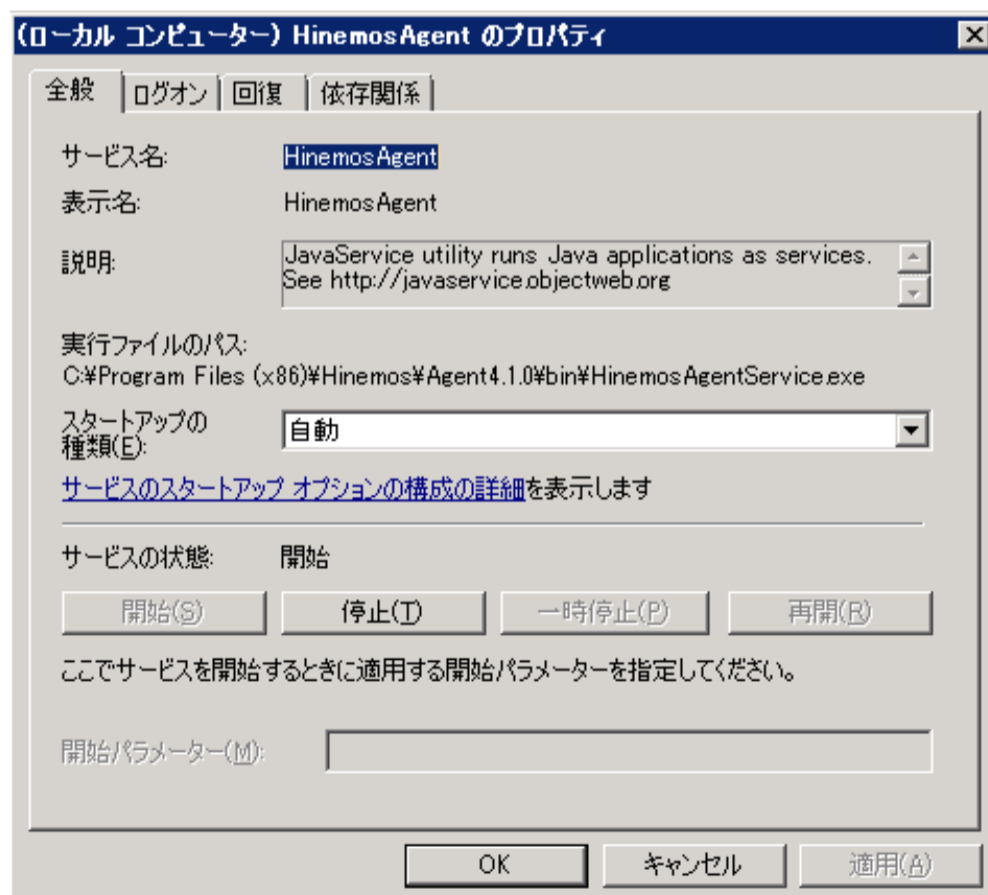 (ローカル コンピューター) HinemosAgent のプロパティ
全般 ログオン 回復 依存関係
サービス名: HinemosAgent
表示名: HinemosAgent
説明: JavaService utility runs Java applications as services.
See http://javaservice.objectweb.org
実行ファイルのパス:
C:¥Program Files (x86)¥Hinemos¥Agent4.1.0¥bin¥HinemosAgentService.exe
スタートアップの
種類(E): 自動
サービスのスタートアップ オプションの構成の詳細を表示します
サービスの状態: 開始
開始(S) 停止(T) 一時停止(P) 再開(R)
ここでサービスを開始するときに適用する開始パラメーターを指定してください。
開始パラメーター(M):
OK キャンセル 適用(A)